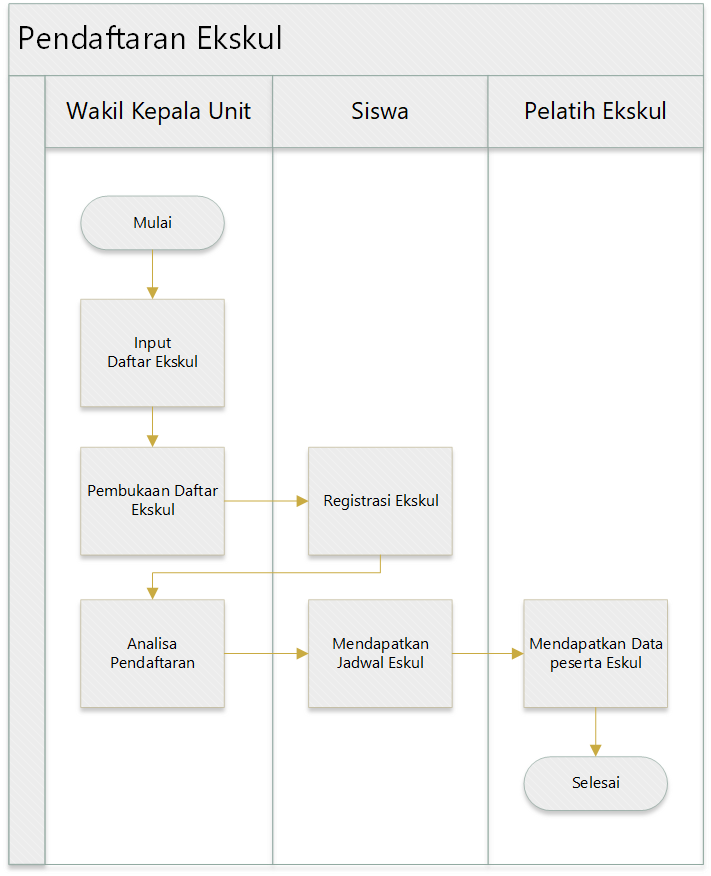 Pendaftaran Ekskul
Wakil Kepala Unit
Siswa
Pelatih Ekskul
Mulai
Input
Daftar Ekskul
Pembukaan Daftar
Ekskul
Registrasi Ekskul
Analisa
Pendaftaran
Mendapatkan
Jadwal Eskul
Mendapatkan Data
peserta Eskul
Selesai